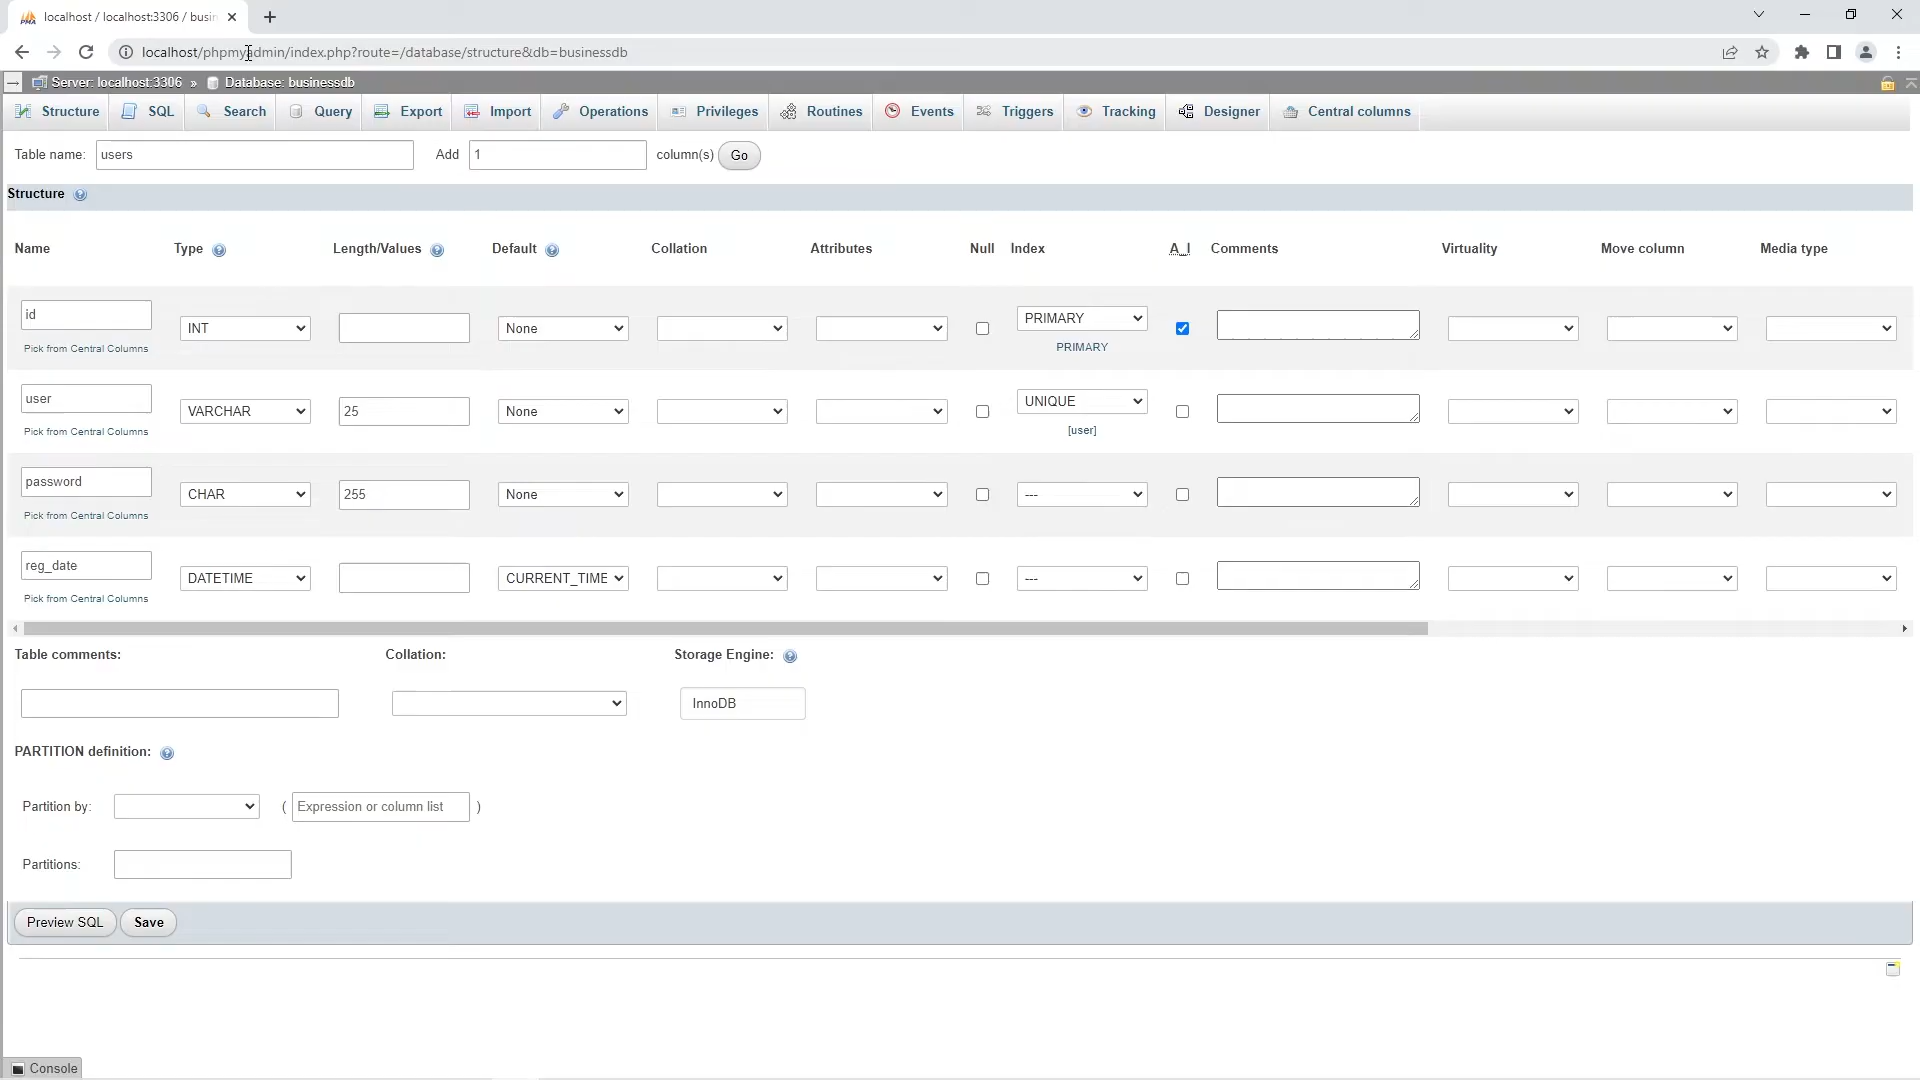 localhost / localhost:3306 / busin
localhost/phpmyadmin/index.php?route=/database/structure&db=businessdb
Server: localhost:3306 » Database: businessdb
Structure SQL Search Query Export Import Operations Privileges Routines Events Triggers Tracking Designer Central columns
Table name: users Add 1 column(s) Go
Structure
Name Type Length/Values Default Collation Attributes Null Index A_I Comments Virtuality Move column Media type
id INT None PRIMARY
Pick from Central Columns PRIMARY
user VARCHAR 25 None UNIQUE
Pick from Central Columns [user]
password CHAR 255 None ---
Pick from Central Columns
reg_date DATETIME CURRENT_TIME ---
Pick from Central Columns
Table comments: Collation: Storage Engine:
InnoDB
PARTITION definition:
Partition by: ( Expression or column list )
Partitions:
Preview SQL Save
Console